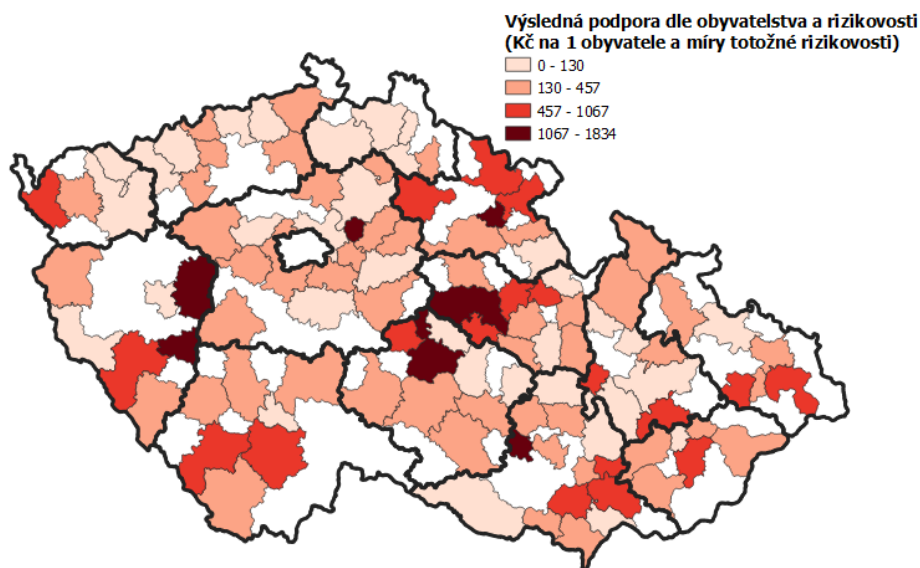 Výsledná podpora dle obyvatelstva a rizikovosti
(Kč na 1 obyvatele a míry totožné rizikovosti)
0 - 130
130 - 457
457 - 1067
1067 - 1834